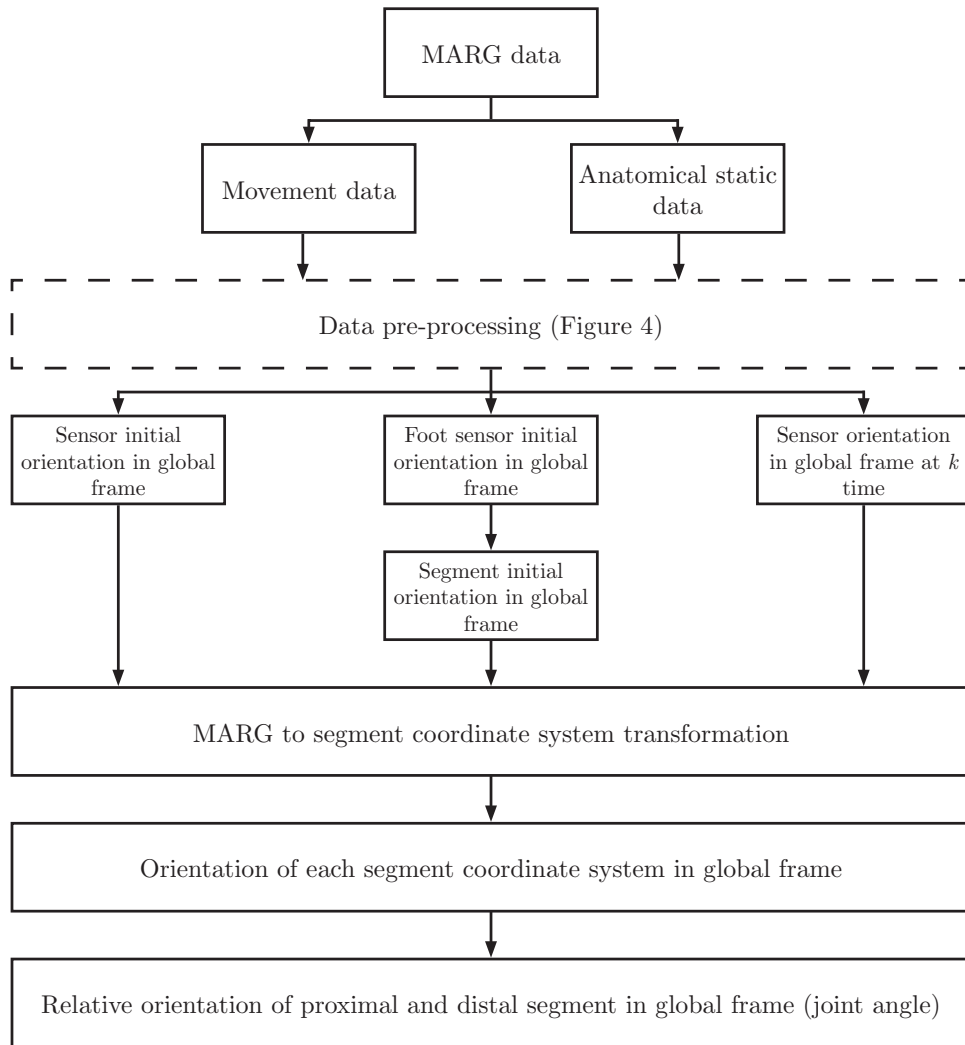 MARG data
Movement data
Anatomical static
data
Data pre-processing (Figure 4)
Sensor initial
orientation in global
frame
Foot sensor initial
orientation in global
frame
Sensor orientation
in global frame at k
time
Segment initial
orientation in global
frame
MARG to segment coordinate system transformation
Orientation of each segment coordinate system in global frame
Relative orientation of proximal and distal segment in global frame (joint angle)